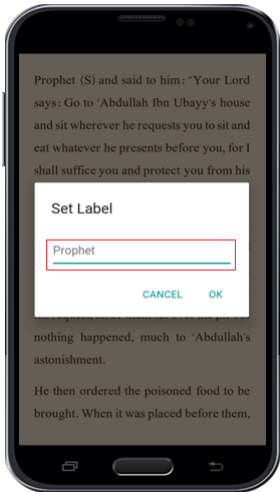 Prophet (S) and said to him: “Your Lord
says: Go to ‘Abdullah Ibn Ubayy’s house
and sit wherever he requests you to sit and
eat whatever he presents before you, for I
shall suffice you and protect you from his
Set Label
Prophet
CANCEL
OK
nothing happened, much to ‘Abdullah’s
astonishment.
He then ordered the poisoned food to be
brought. When it was placed before them,